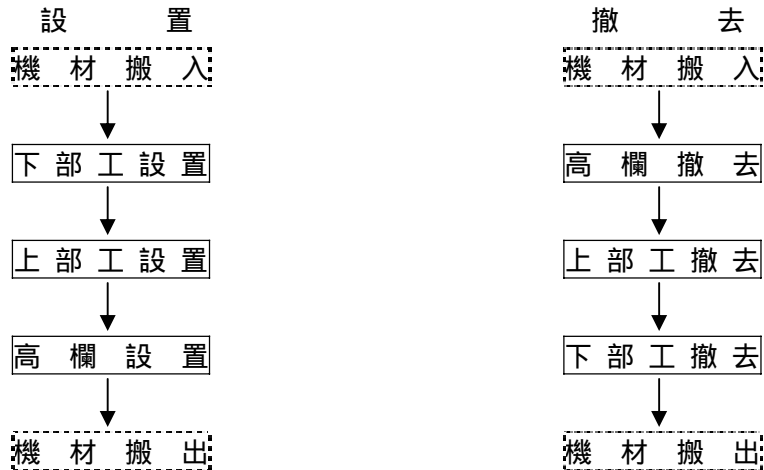 設置
機材搬入
下部工設置
上部工設置
高欄設置
機材搬出
撤去
機材搬入
高欄撤去
上部工撤去
下部工撤去
機材搬出